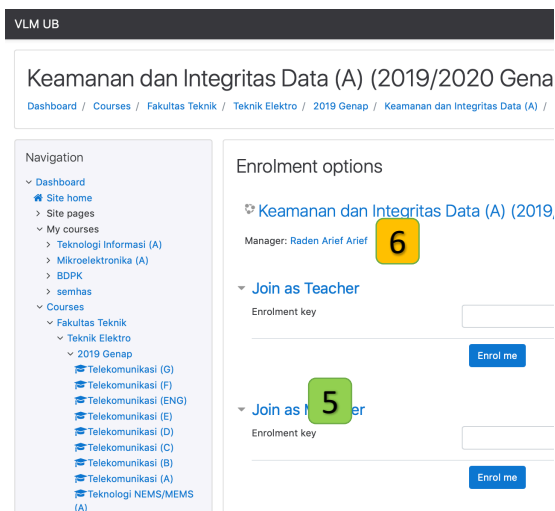 VLM UB
Keamanan dan Integritas Data (A) (2019/2020 Gena
Dashboard / Courses / Fakultas Teknik / Teknik Elektro / 2019 Genap / Keamanan dan Integritas Data (A) /
Navigation
Dashboard
Site home
Site pages
My courses
Teknologi Informasi (A)
Mikroelektronika (A)
BDPK
semhas
Courses
Fakultas Teknik
Teknik Elektro
2019 Genap
Telekomunikasi (G)
Telekomunikasi (F)
Telekomunikasi (ENG)
Telekomunikasi (E)
Telekomunikasi (D)
Telekomunikasi (C)
Telekomunikasi (B)
Telekomunikasi (A)
Teknologi NEMS/MEMS
(A)
Enrolment options
Keamanan dan Integritas Data (A) (2019,
Manager: Raden Arief Arief
6
Join as Teacher
Enrolment key
Enrol me
5
Join as
Enrolment key
Enrol me